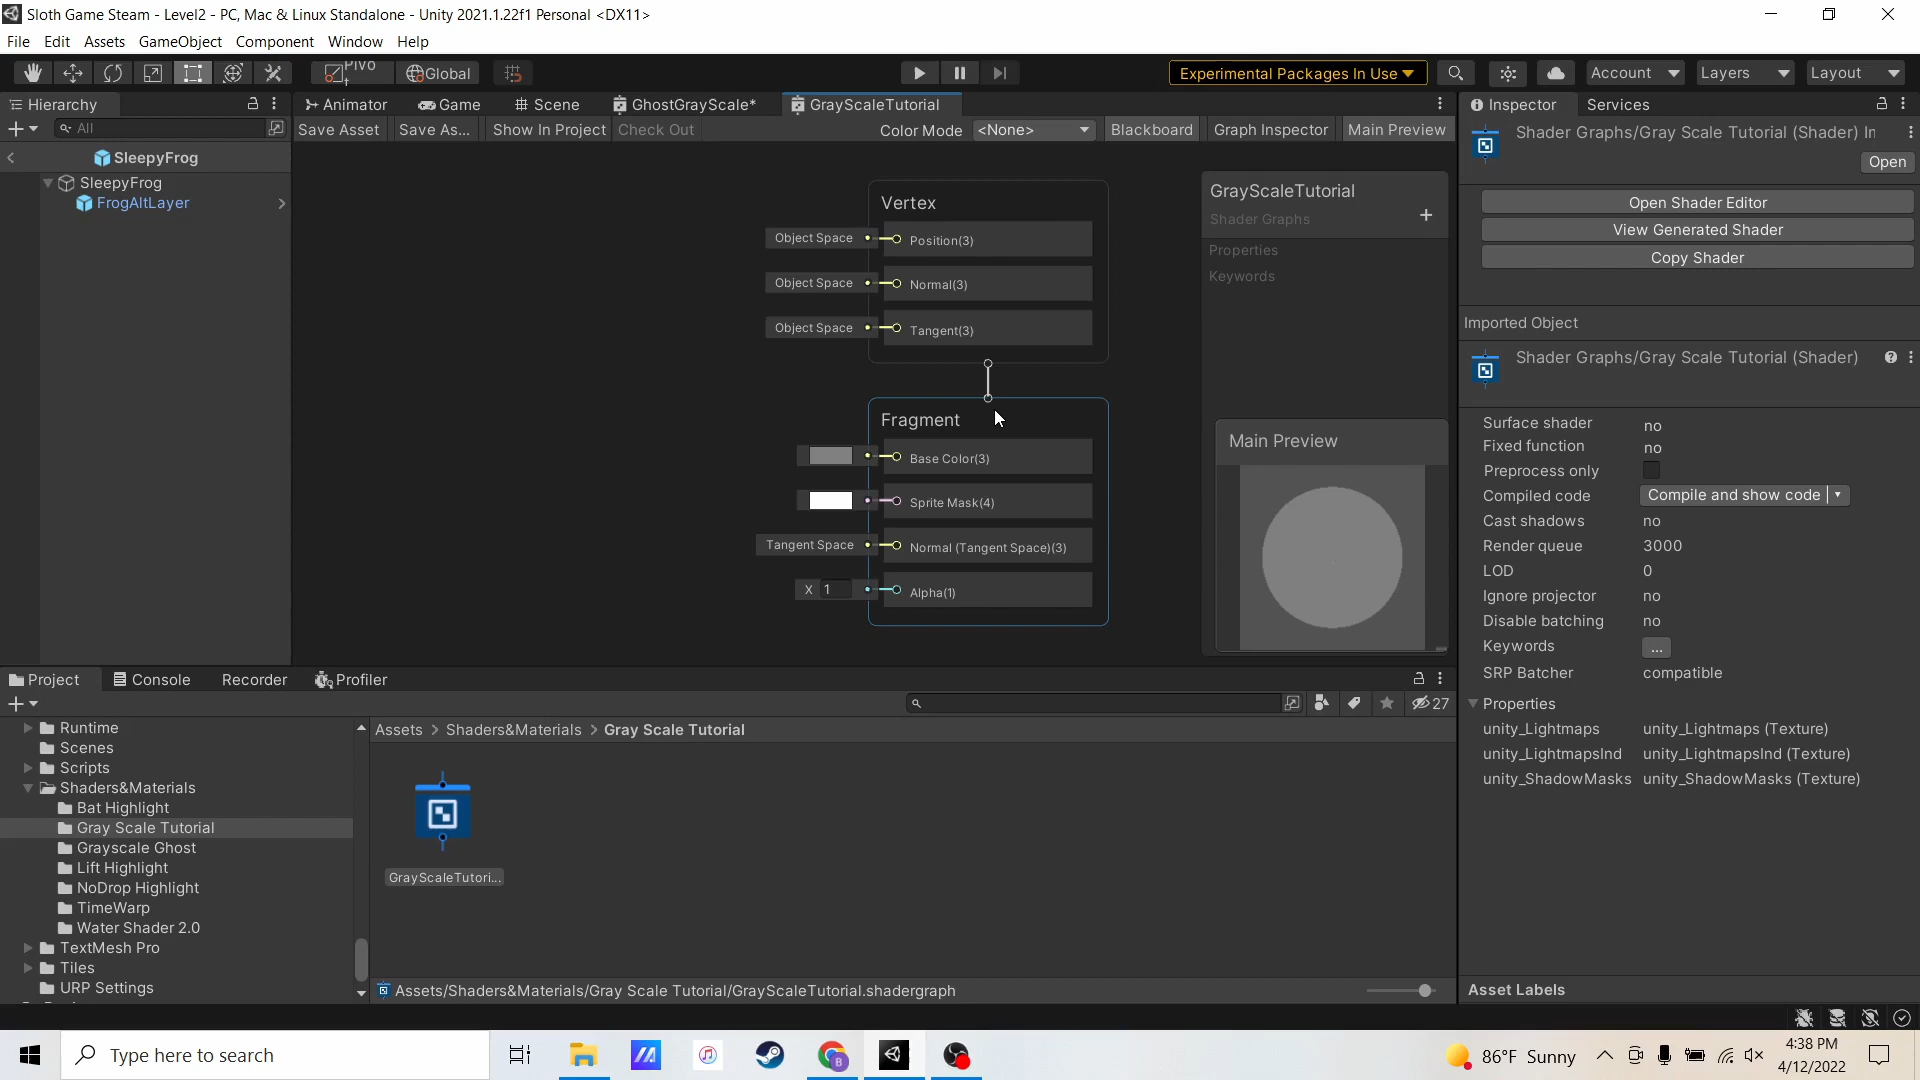 Sloth Game Steam - Level2 - PC, Mac & Linux Standalone - Unity 2021.1.22f1 Personal <DX11>
File Edit Assets GameObject Component Window Help
Pivo
t
Global
Experimental Packages In Use
Account
Layers
Layout
Hierarchy
Animator
Game
Scene
GhostGrayScale*
GrayScaleTutorial
Inspector
Services
All
Save Asset
Save As...
Show In Project
Check Out
Color Mode
<None>
Blackboard
Graph Inspector
Main Preview
Shader Graphs/Gray Scale Tutorial (Shader) In
Open
SleepyFrog
SleepyFrog
FrogAltLayer
Vertex
Object Space
Position(3)
Object Space
Normal(3)
Object Space
Tangent(3)
Fragment
Base Color(3)
Sprite Mask(4)
Tangent Space
Normal (Tangent Space)(3)
X 1
Alpha(1)
GrayScaleTutorial
Shader Graphs
Properties
Keywords
Main Preview
Open Shader Editor
View Generated Shader
Copy Shader
Imported Object
Shader Graphs/Gray Scale Tutorial (Shader)
Surface shader no
Fixed function no
Preprocess only
Compiled code Compile and show code
Cast shadows no
Render queue 3000
LOD 0
Ignore projector no
Disable batching no
Keywords ...
SRP Batcher compatible
Properties
unity_Lightmaps unity_Lightmaps (Texture)
unity_LightmapsInd unity_LightmapsInd (Texture)
unity_ShadowMasks unity_ShadowMasks (Texture)
Asset Labels
Project
Console
Recorder
Profiler
27
Runtime
Scenes
Scripts
Shaders&Materials
Bat Highlight
Gray Scale Tutorial
Grayscale Ghost
Lift Highlight
NoDrop Highlight
TimeWarp
Water Shader 2.0
TextMesh Pro
Tiles
URP Settings
Assets > Shaders&Materials > Gray Scale Tutorial
GrayScaleTutori...
Assets/Shaders&Materials/Gray Scale Tutorial/GrayScaleTutorial.shadergraph
Type here to search
86°F Sunny
4:38 PM
4/12/2022